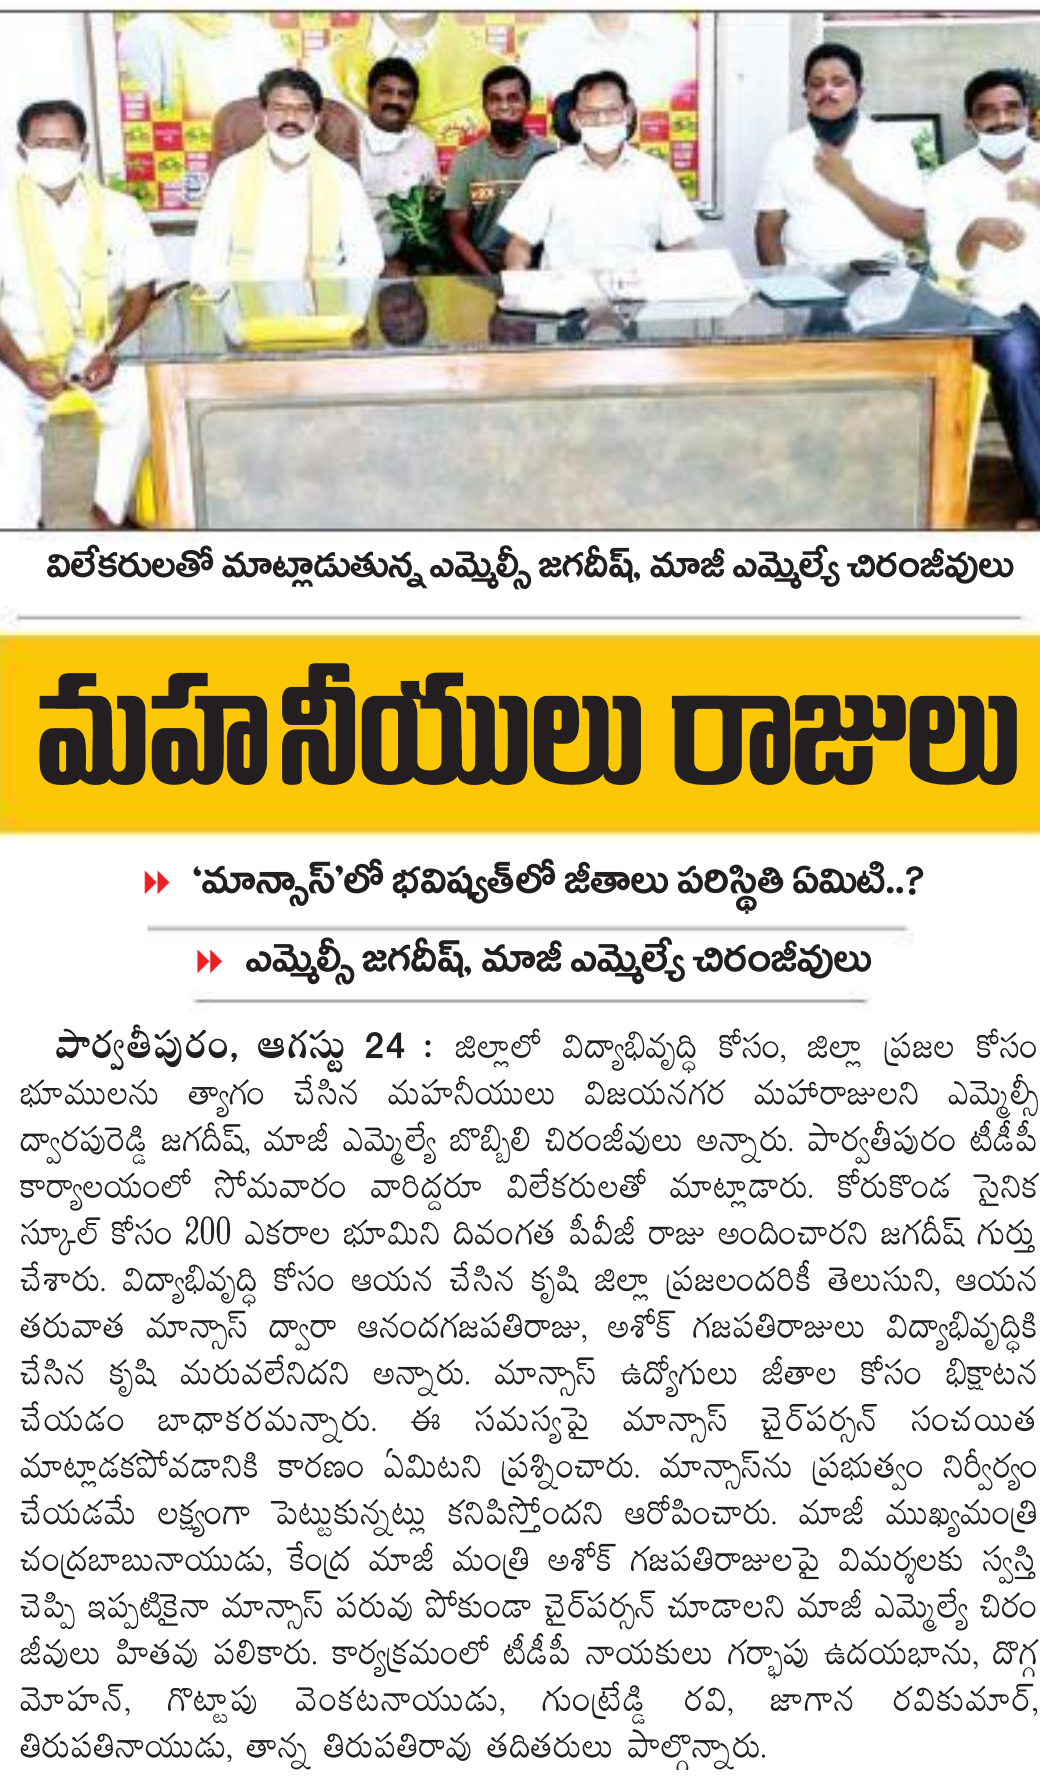 విలేకరులతో మాట్లాడుతున్న ఎమ్మెల్సీ జగదీష్, మాజీ ఎమ్మెల్యే చిరంజీవులు
మహనీయులు రాజులు
‘మాన్సాస్’లో భవిష్యత్‌లో జీతాలు పరిస్థితి ఏమిటి..?
ఎమ్మెల్సీ జగదీష్, మాజీ ఎమ్మెల్యే చిరంజీవులు
పార్వతీపురం, ఆగస్టు 24 : జిల్లాలో విద్యాభివృద్ధి కోసం, జిల్లా ప్రజల కోసం
భూములను త్యాగం చేసిన మహనీయులు విజయనగర మహారాజులని ఎమ్మెల్సీ
ద్వారపురెడ్డి జగదీష్, మాజీ ఎమ్మెల్యే బొబ్బిలి చిరంజీవులు అన్నారు. పార్వతీపురం టీడీపీ
కార్యాలయంలో సోమవారం వారిద్దరూ విలేకరులతో మాట్లాడారు. కోరుకొండ సైనిక
స్కూల్ కోసం 200 ఎకరాల భూమిని దివంగత పీవీజీ రాజు అందించారని జగదీష్ గుర్తు
చేశారు. విద్యాభివృద్ధి కోసం ఆయన చేసిన కృషి జిల్లా ప్రజలందరికీ తెలుసుని, ఆయన
తరువాత మాన్సాస్ ద్వారా ఆనందగజపతిరాజు, అశోక్ గజపతిరాజులు విద్యాభివృద్ధికి
చేసిన కృషి మరువలేనిదని అన్నారు. మాన్సాస్ ఉద్యోగులు జీతాల కోసం భిక్షాటన
చేయడం బాధాకరమన్నారు. ఈ సమస్యపై మాన్సాస్ చైర్‌పర్సన్ సంచయిత
మాట్లాడకపోవడానికి కారణం ఏమిటని ప్రశ్నించారు. మాన్సాస్‌ను ప్రభుత్వం నిర్వీర్యం
చేయడమే లక్ష్యంగా పెట్టుకున్నట్లు కనిపిస్తోందని ఆరోపించారు. మాజీ ముఖ్యమంత్రి
చంద్రబాబునాయుడు, కేంద్ర మాజీ మంత్రి అశోక్ గజపతిరాజులపై విమర్శలకు స్వస్తి
చెప్పి ఇప్పటికైనా మాన్సాస్ పరువు పోకుండా చైర్‌పర్సన్ చూడాలని మాజీ ఎమ్మెల్యే చిరం
జీవులు హితవు పలికారు. కార్యక్రమంలో టీడీపీ నాయకులు గర్భాపు ఉదయభాను, దొగ్గ
మోహన్, గొట్టాపు వెంకటనాయుడు, గుంట్రేడ్డి రవి, జాగాన రవికుమార్,
తిరుపతినాయుడు, తాన్న తిరుపతిరావు తదితరులు పాల్గొన్నారు.